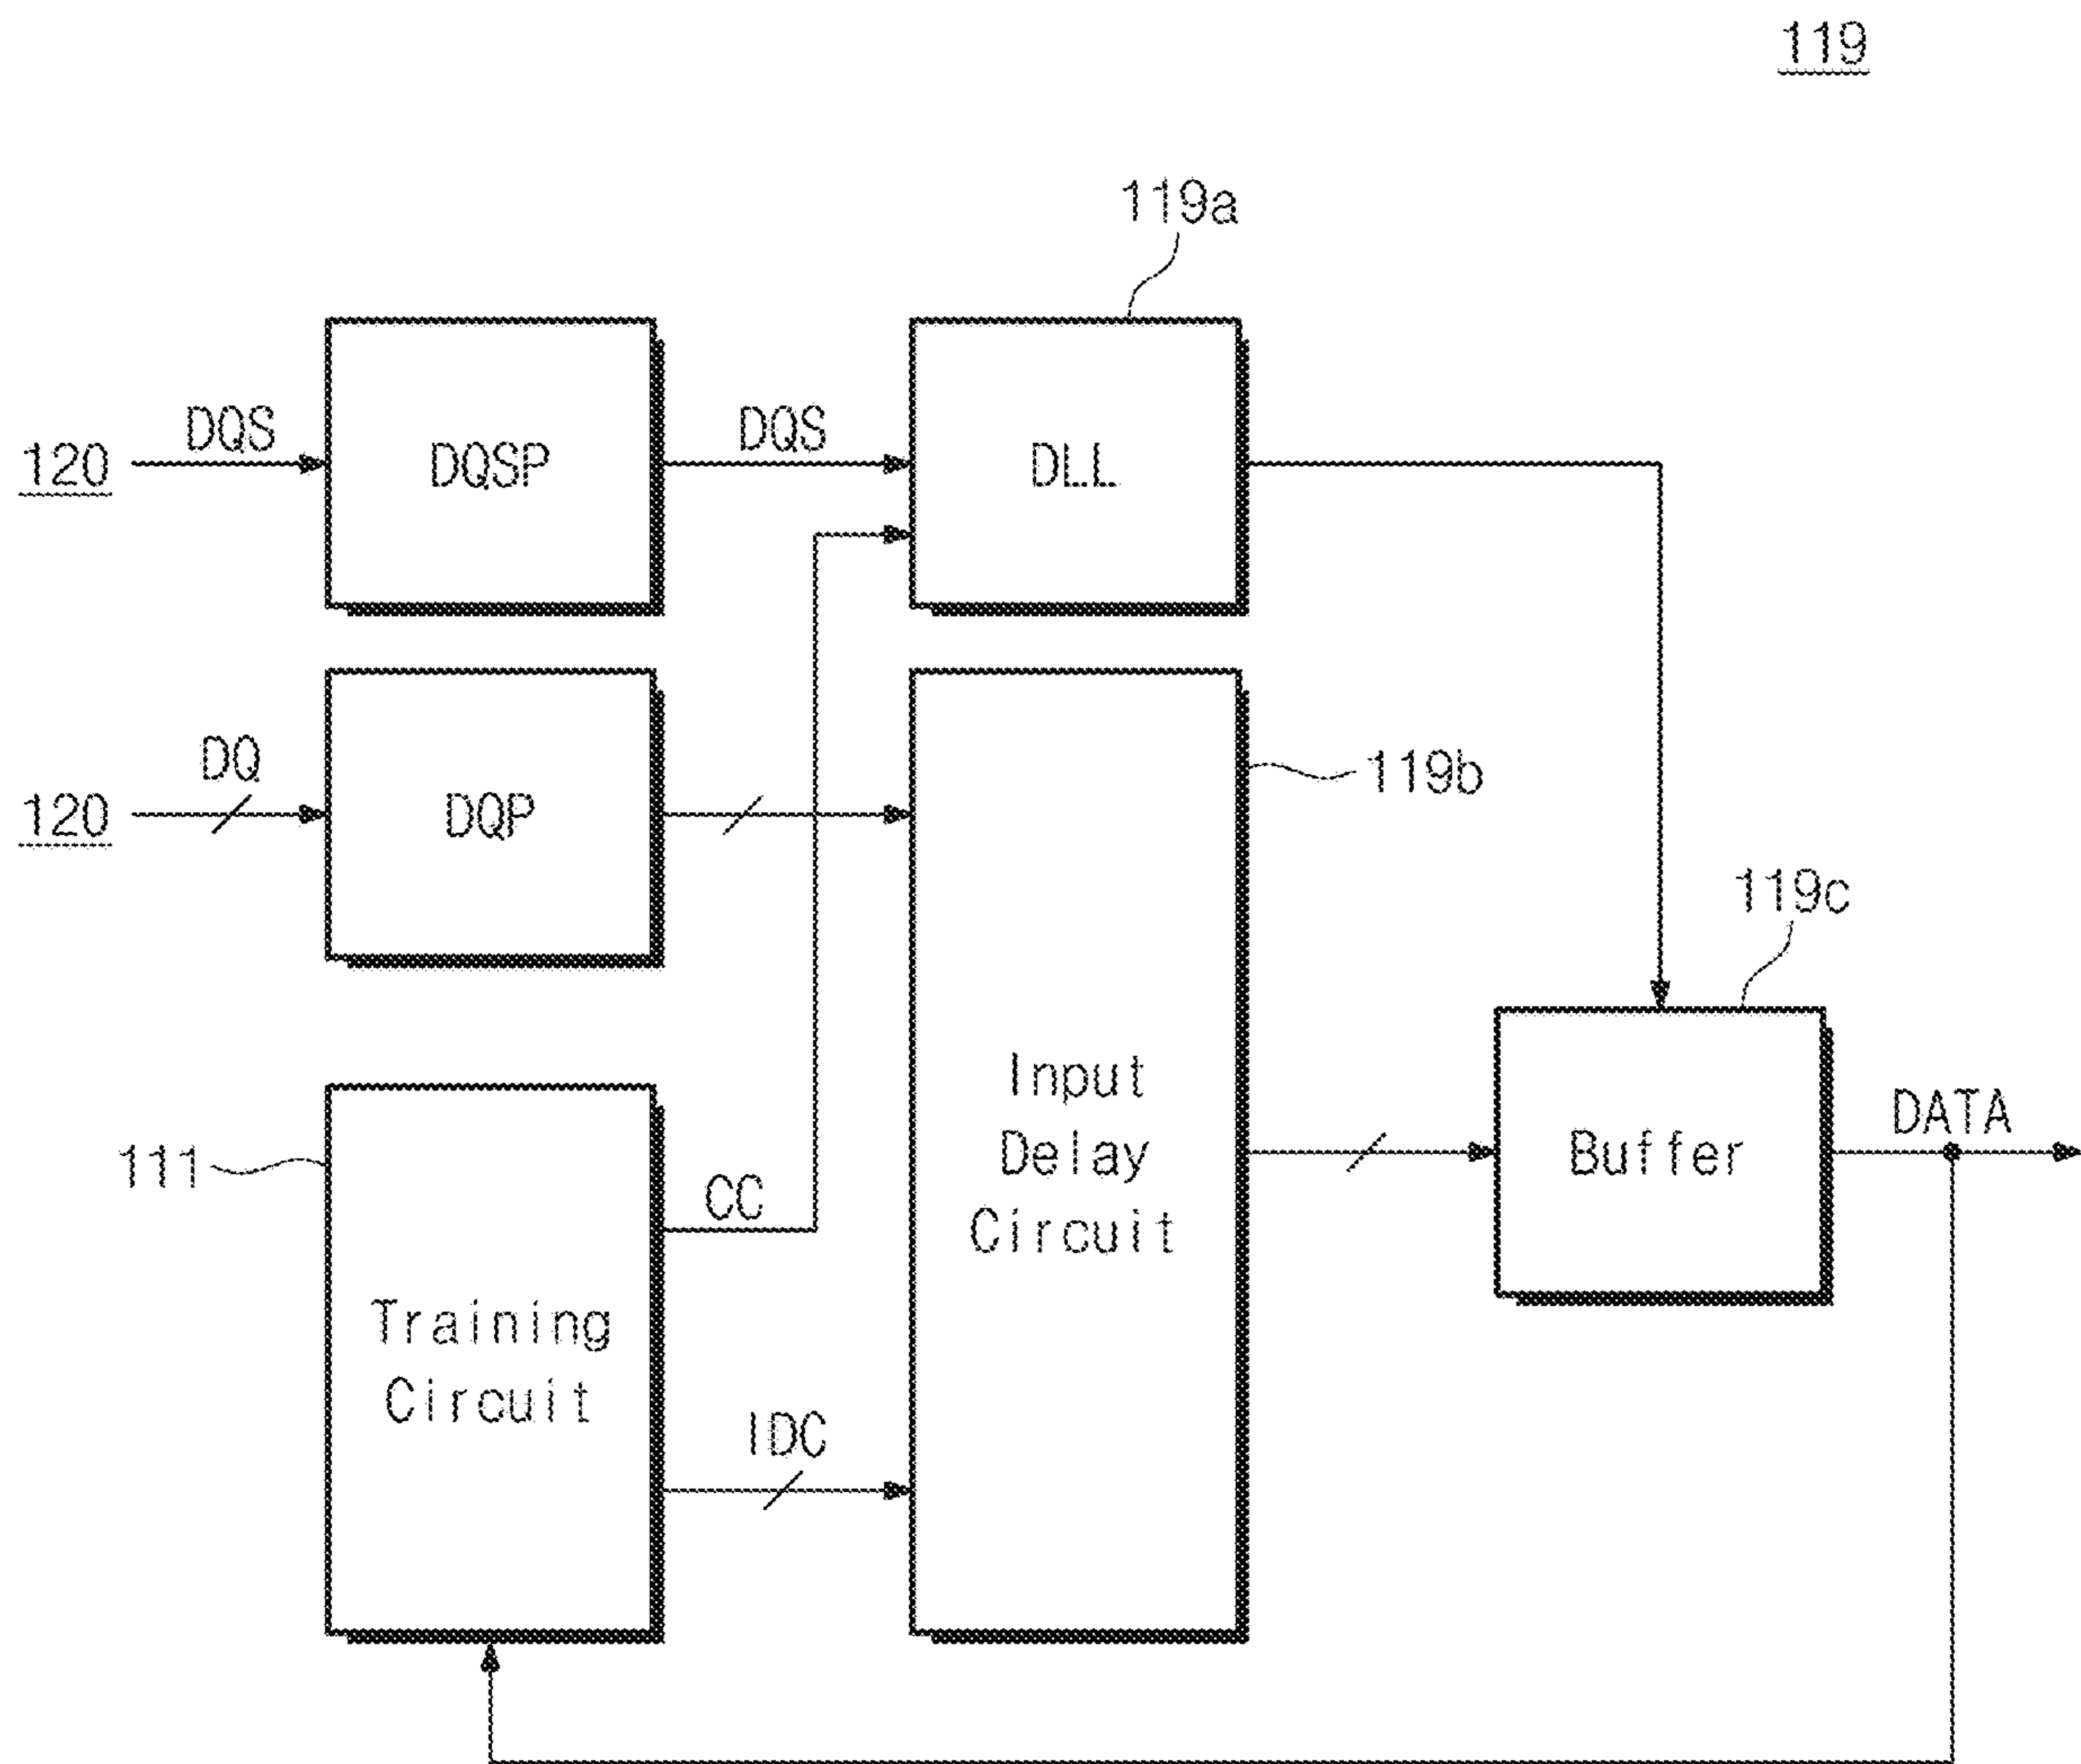 119
119a
DQS
120
DQSP
DQS
DLL
DQ
120
DQP
119b
119c
111
CC
Training
Circuit
IDC
Input
Delay
Circuit
Buffer
DATA